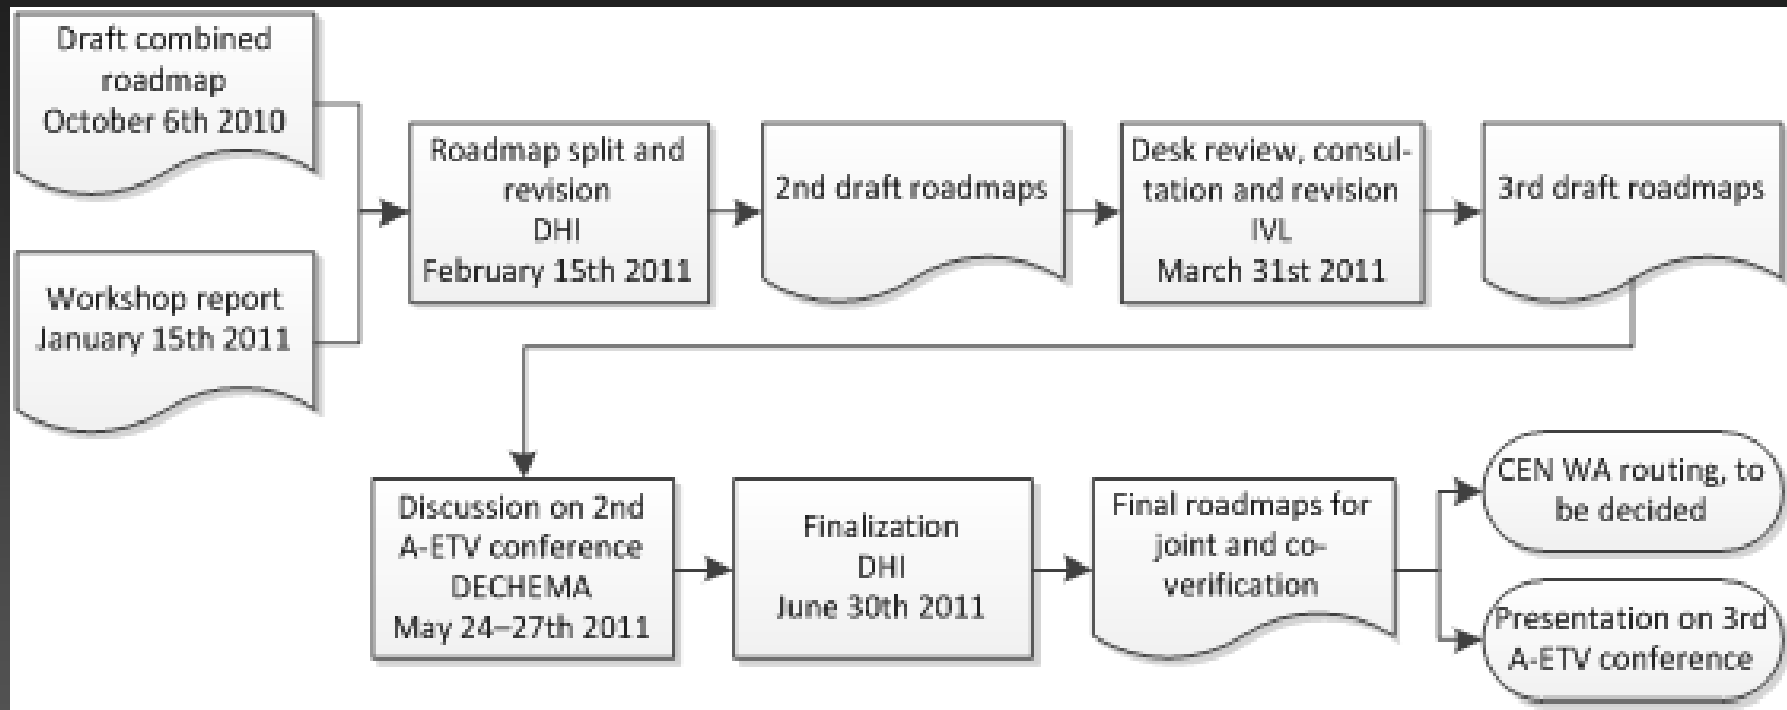 Draft combined
roadmap
October 6th 2010
Workshop report
January 15th 2011
Roadmap split and
revision
DHI
February 15th 2011
2nd draft roadmaps
Desk review, consul-
tation and revision
IVL
March 31st 2011
3rd draft roadmaps
Discussion on 2nd
A-ETV conference
DECHEMA
May 24–27th 2011
Finalization
DHI
June 30th 2011
Final roadmaps for
joint and co-
verification
CEN WA routing, to
be decided
Presentation on 3rd
A-ETV conference